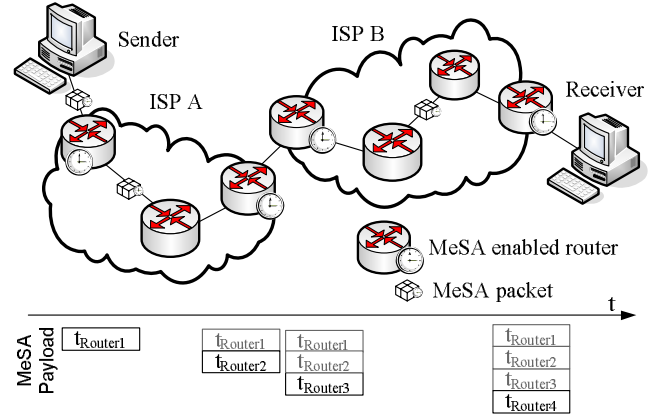 Sender
ISP A
ISP B
Receiver
MeSA enabled router
MeSA packet
t
MeSA
Payload
tRouter1
tRouter1
tRouter2
tRouter1
tRouter2
tRouter3
tRouter1
tRouter2
tRouter3
tRouter4